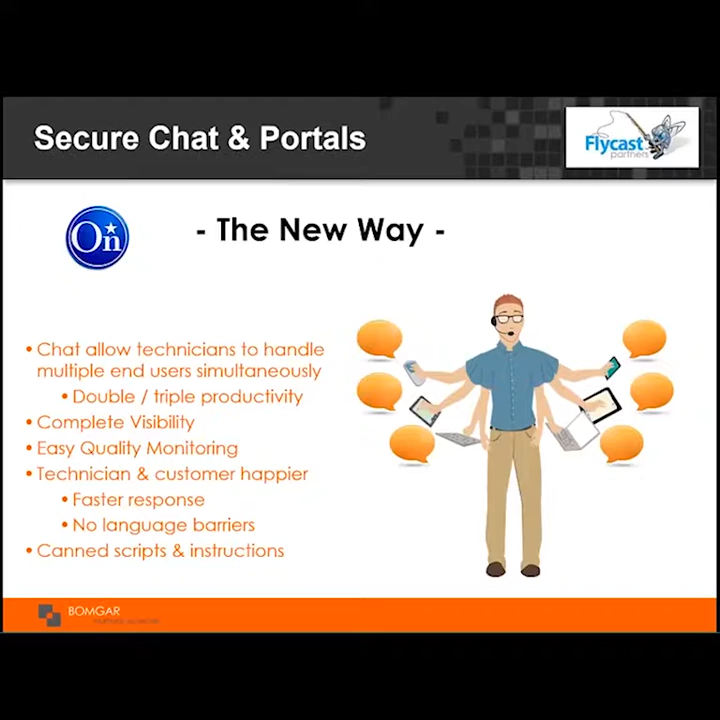 Secure Chat & Portals
Flycast
partners
On
- The New Way -
• Chat allow technicians to handle
multiple end users simultaneously
• Double / triple productivity
• Complete Visibility
• Easy Quality Monitoring
• Technician & customer happier
• Faster response
• No language barriers
• Canned scripts & instructions
BOMGAR